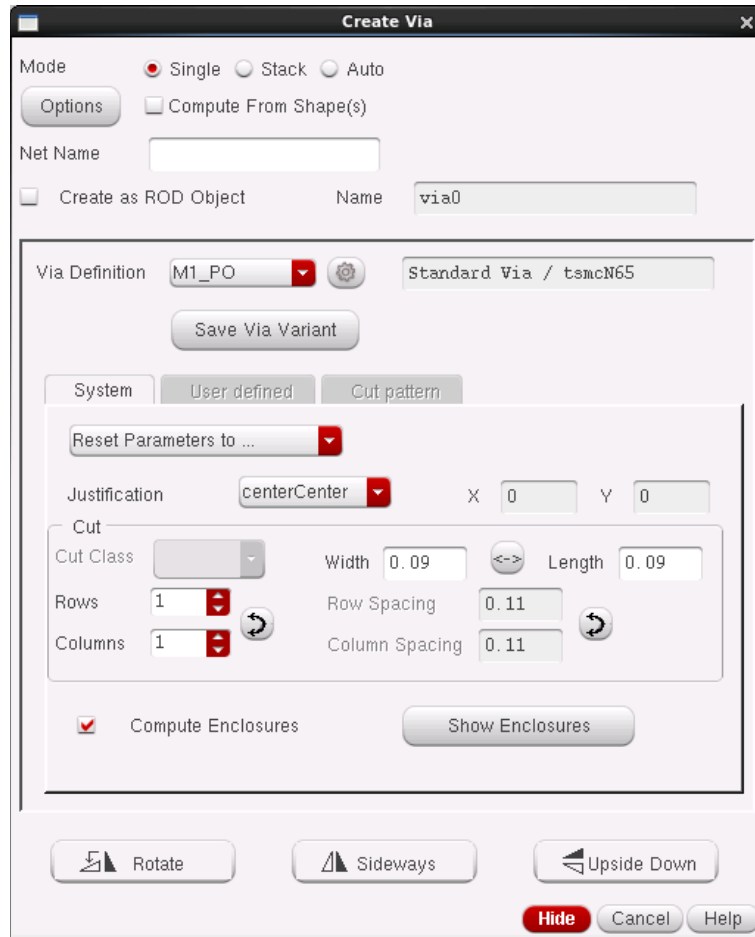 Create Via
Mode Single Stack Auto
Options Compute From Shape(s)
Net Name
Create as ROD Object Name via0
Via Definition M1_PO Standard Via / tsmcN65
Save Via Variant
System User defined Cut pattern
Reset Parameters to ...
Justification centerCenter X 0 Y 0
Cut
Cut Class Width 0.09 <-> Length 0.09
Rows 1 Row Spacing 0.11
Columns 1 Column Spacing 0.11
Compute Enclosures Show Enclosures
Rotate Sideways Upside Down
Hide Cancel Help